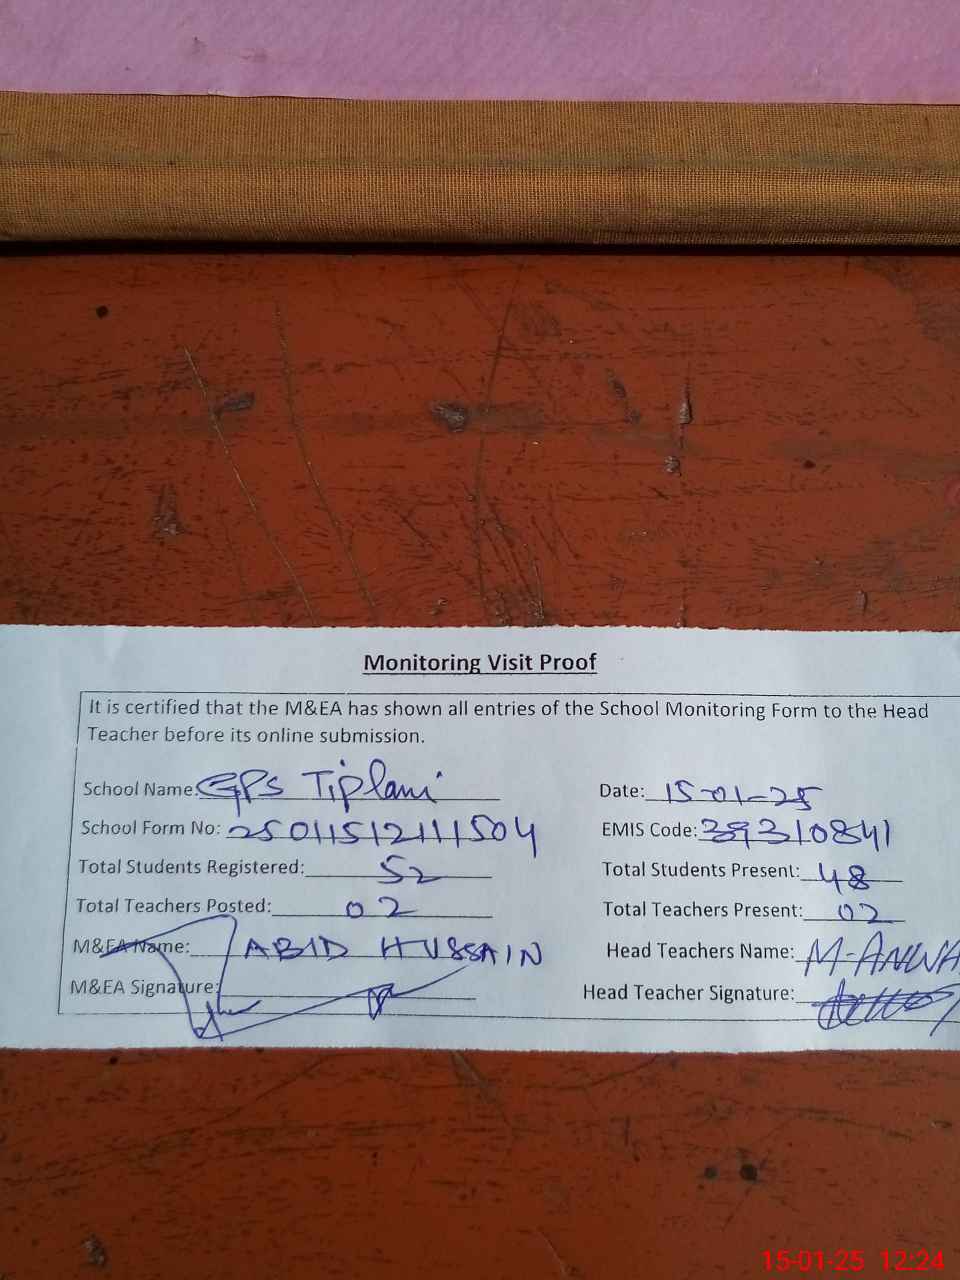 Monitoring Visit Proof
It is certified that the M&EA has shown all entries of the School Monitoring Form to the Head
Teacher before its online submission.
School Name: GPS Tiplani Date: 15-01-25
School Form No: 250115121111504 EMIS Code: 39310841
Total Students Registered: 52 Total Students Present: 48
Total Teachers Posted: 02 Total Teachers Present: 02
M&EA Name: ABID HUSSAIN Head Teachers Name: M-ANWA
M&EA Signature: Head Teacher Signature:
15-01-25 12:24